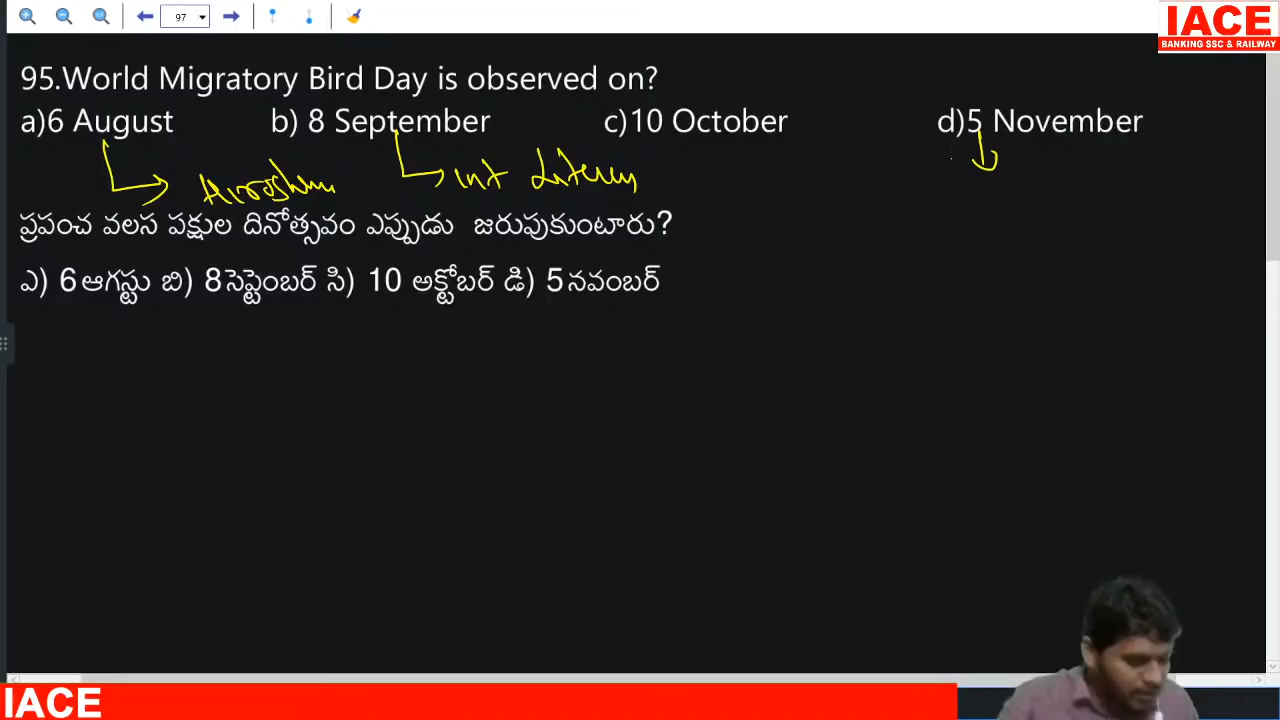 97
IACE
BANKING SSC & RAILWAY
95.World Migratory Bird Day is observed on?
a)6 August b) 8 September c)10 October d)5 November
Int
ప్రపంచ వలస పక్షుల దినోత్సవం ఎప్పుడు జరుపుకుంటారు?
ఎ) 6 ఆగస్టు బి) 8 సెప్టెంబర్ సి) 10 అక్టోబర్ డి) 5 నవంబర్
IACE